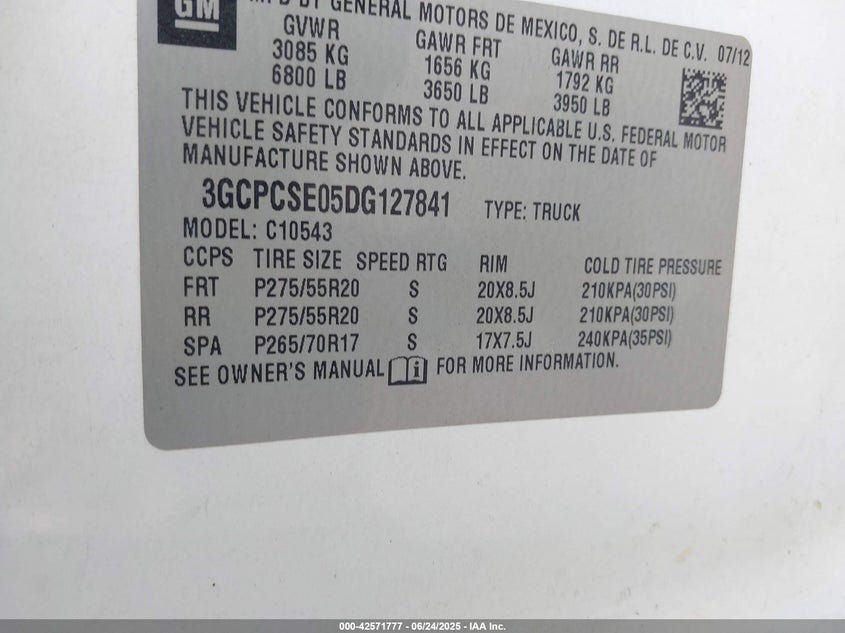 GM
MFD BY GENERAL MOTORS DE MEXICO, S. DE R.L. DE C.V. 07/12
GVWR GAWR FRT GAWR RR
3085 KG 1656 KG 1792 KG
6800 LB 3650 LB 3950 LB
THIS VEHICLE CONFORMS TO ALL APPLICABLE U.S. FEDERAL MOTOR
VEHICLE SAFETY STANDARDS IN EFFECT ON THE DATE OF
MANUFACTURE SHOWN ABOVE.
3GCPCSE05DG127841 TYPE: TRUCK
MODEL: C10543
CCPS TIRE SIZE SPEED RTG RIM COLD TIRE PRESSURE
FRT P275/55R20 S 20X8.5J 210KPA(30PSI)
RR P275/55R20 S 20X8.5J 210KPA(30PSI)
SPA P265/70R17 S 17X7.5J 240KPA(35PSI)
SEE OWNER'S MANUAL FOR MORE INFORMATION.
000-42571777 - 06/24/2025 - IAA Inc.